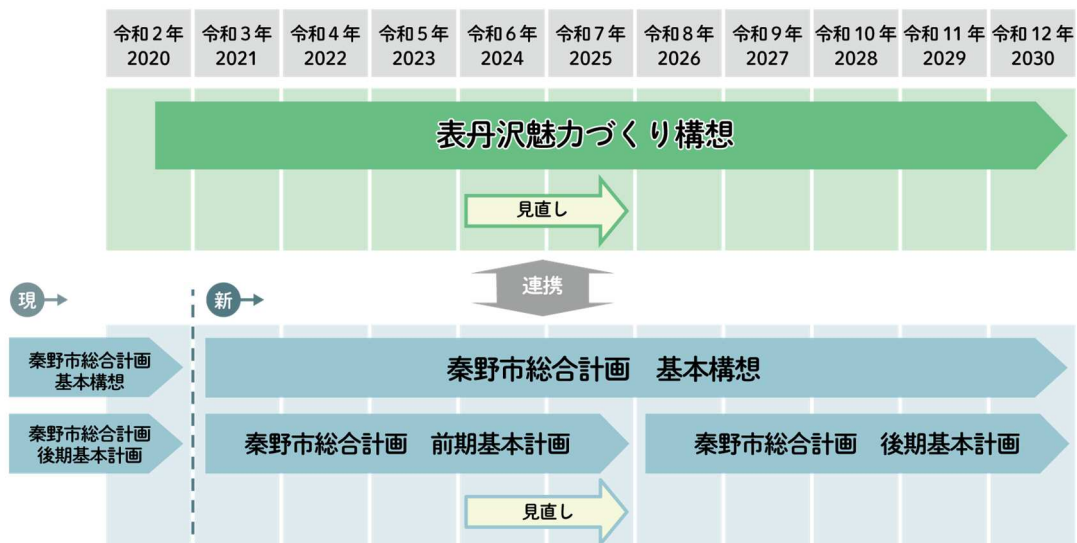 令和2年 令和3年 令和4年 令和5年 令和6年 令和7年 令和8年 令和9年 令和10年 令和11年 令和12年
2020 2021 2022 2023 2024 2025 2026 2027 2028 2029 2030
表丹沢魅力づくり構想
見直し
連携
現 新
秦野市総合計画
基本構想
秦野市総合計画 基本構想
秦野市総合計画
後期基本計画
秦野市総合計画 前期基本計画
秦野市総合計画 後期基本計画
見直し